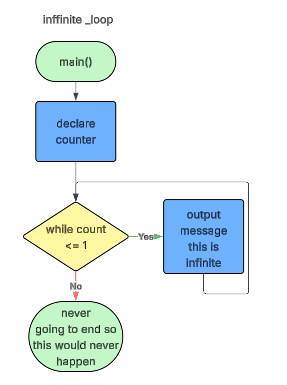 inffinite _loop
main()
declare
counter
while count
<= 1
Yes
output
message
this is
infinite
No
never
going to end so
this would never
happen